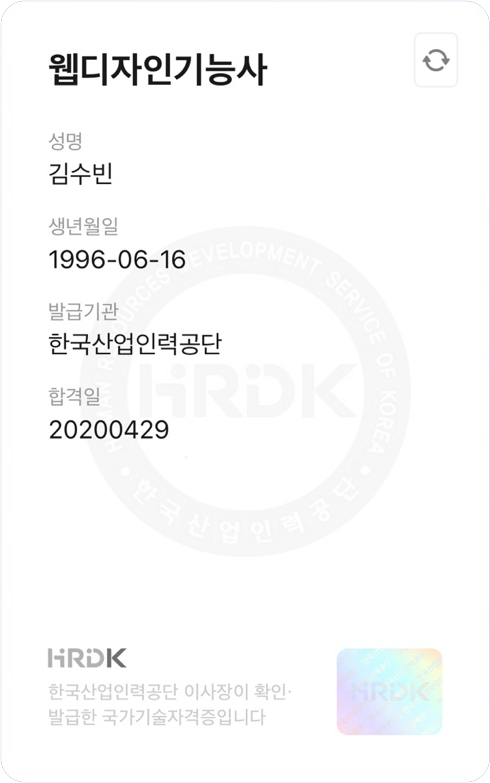 웹디자인기능사
성명
김수빈
생년월일
1996-06-16
발급기관
한국산업인력공단
합격일
20200429
HUMAN RESOURCES DEVELOPMENT SERVICE OF KOREA
HRDK
한국산업인력공단
HRDK
한국산업인력공단 이사장이 확인·
발급한 국가기술자격증입니다
HRDK